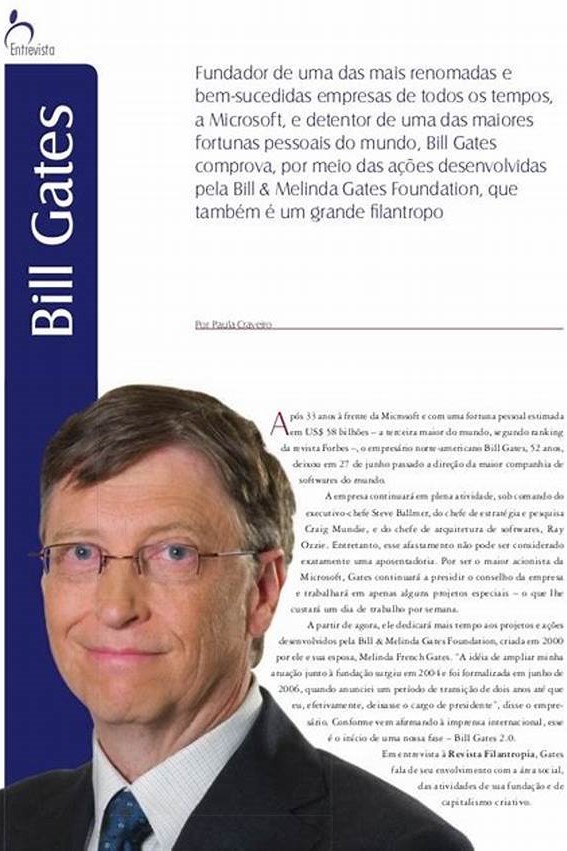 Entrevista
Bill Gates
Fundador de uma das mais renomadas e
bem-sucedidas empresas de todos os tempos,
a Microsoft, e detentor de uma das maiores
fortunas pessoais do mundo, Bill Gates
comprova, por meio das ações desenvolvidas
pela Bill & Melinda Gates Foundation, que
também é um grande filantropo
Por Paula Craveiro
Após 33 anos à frente da Microsoft e com uma fortuna pessoal estimada
em US$ 58 bilhões – a terceira maior do mundo, segundo ranking
da revista Forbes –, o empresário norte-americano Bill Gates, 52 anos,
deixou em 27 de junho passado a direção da maior companhia de
softwares do mundo.
A empresa continuará em plena atividade, sob comando do
executivo-chefe Steve Ballmer, do chefe de estratégia e pesquisa
Craig Mundie, e do chefe de arquitetura de softwares, Ray
Ozzie. Entretanto, esse afastamento não pode ser considerado
exatamente uma aposentadoria. Por ser o maior acionista da
Microsoft, Gates continuará a presidir o conselho da empresa
e trabalhará em apenas alguns projetos especiais – o que lhe
custará um dia de trabalho por semana.
A partir de agora, ele dedicará mais tempo aos projetos e ações
desenvolvidos pela Bill & Melinda Gates Foundation, criada em 2000
por ele e sua esposa, Melinda French Gates. "A idéia de ampliar minha
atuação junto à fundação surgiu em 2004 e foi formalizada em junho de
2006, quando anunciei um período de transição de dois anos até que
eu, efetivamente, deixasse o cargo de presidente", disse o empre-
sário. Conforme vem afirmando à imprensa internacional, esse
é o início de uma nossa fase – Bill Gates 2.0.
Em entrevista à Revista Filantropia, Gates
fala de seu envolvimento com a área social,
das atividades de sua fundação e de
capitalismo criativo.